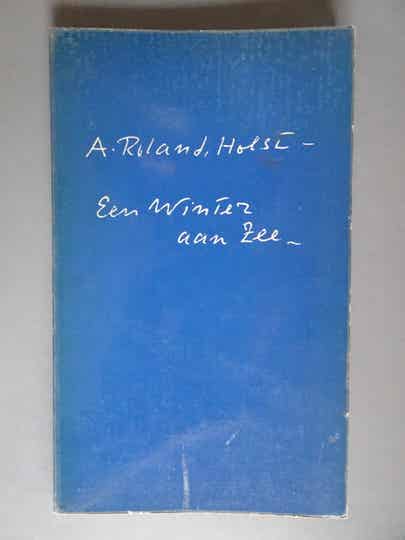 A. Roland, Holst –
Een Winter
aan Zee –